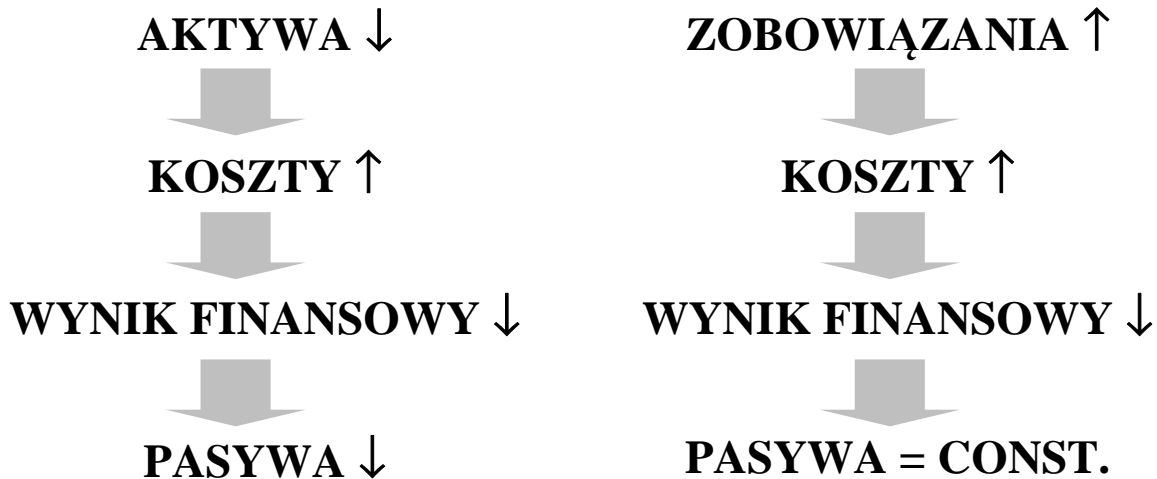 AKTYWA ↓
KOSZTY ↑
WYNIK FINANSOWY ↓
PASYWA ↓
ZOBOWIĄZANIA ↑
KOSZTY ↑
WYNIK FINANSOWY ↓
PASYWA = CONST.